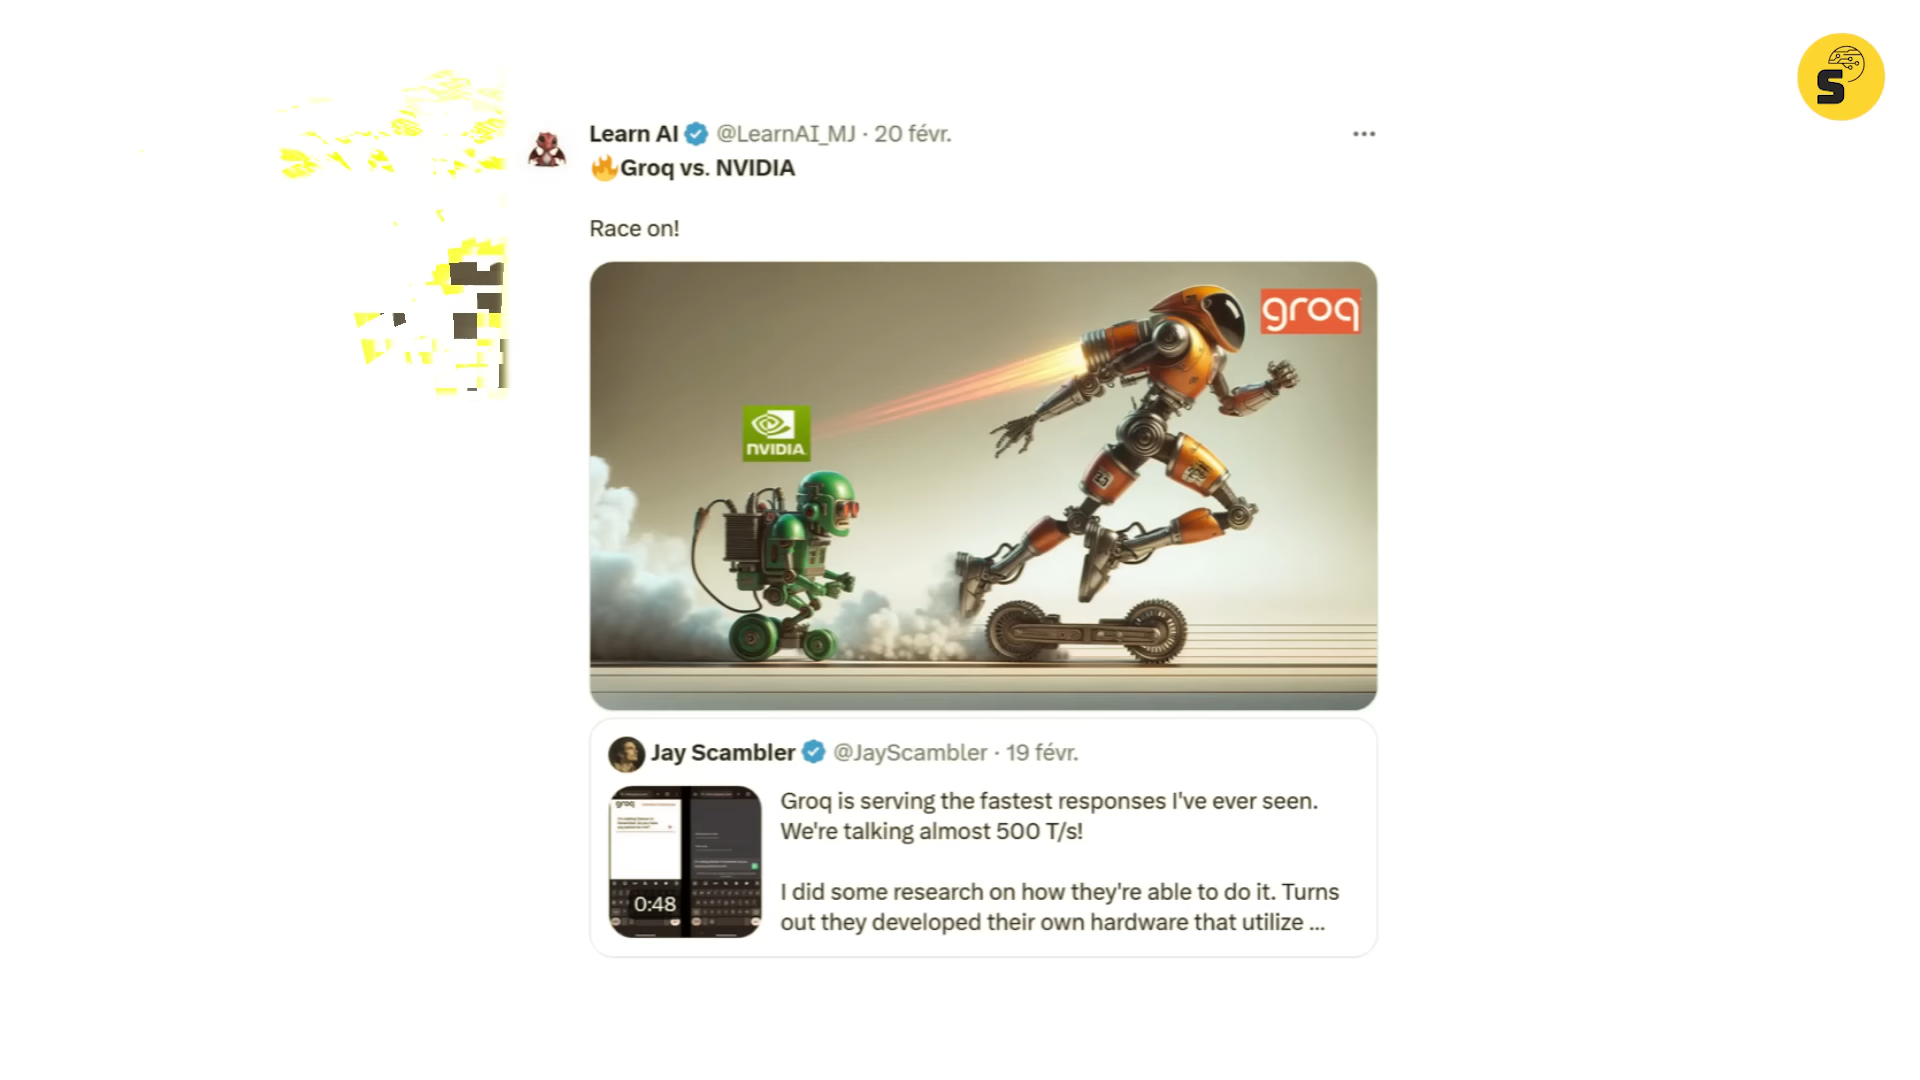 S
Learn AI @LearnAI_MJ · 20 févr.
🔥Groq vs. NVIDIA
Race on!
groq
NVIDIA
Jay Scambler @JayScambler · 19 févr.
groq
0:48
Groq is serving the fastest responses I've ever seen.
We're talking almost 500 T/s!
I did some research on how they're able to do it. Turns
out they developed their own hardware that utilize ...